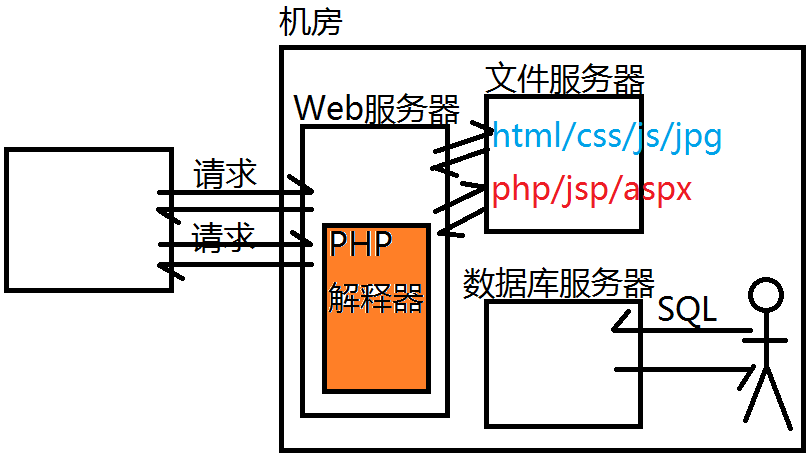 机房
文件服务器
Web服务器
html/css/js/jpg
请求
php/jsp/aspx
请求
PHP
解释器
数据库服务器
SQL